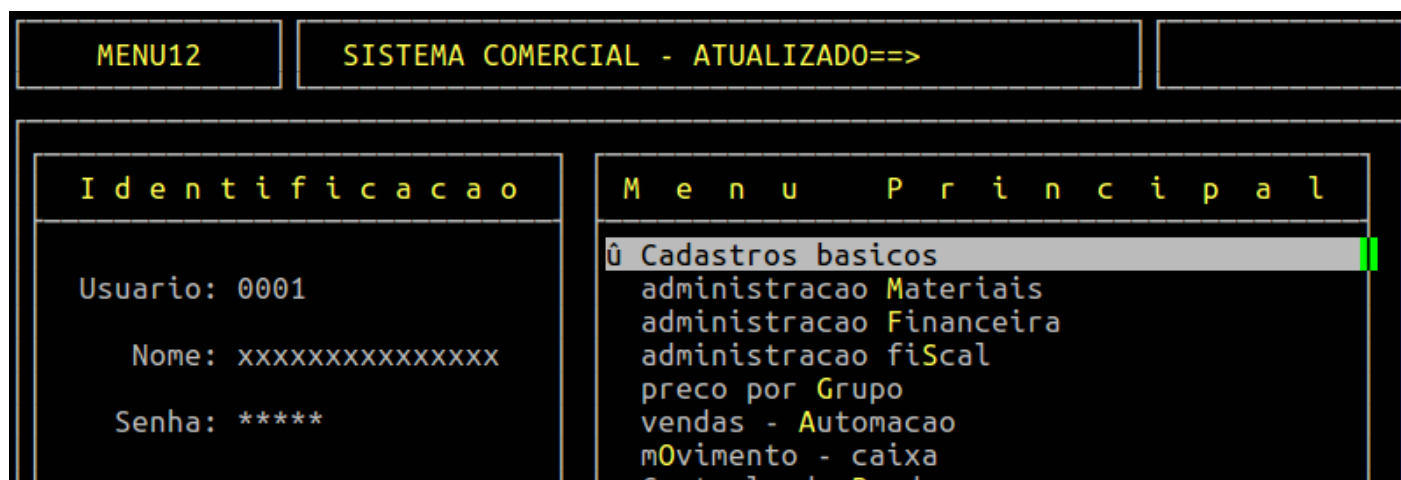 MENU12
SISTEMA COMERCIAL - ATUALIZADO==>
I d e n t i f i c a c a o
Usuario: 0001
Nome: xxxxxxxxxxxxxxx
Senha: *****
M e n u P r i n c i p a l
û Cadastros basicos
administracao Materiais
administracao Financeira
administracao fiScal
preco por Grupo
vendas - Automacao
mOvimento - caixa